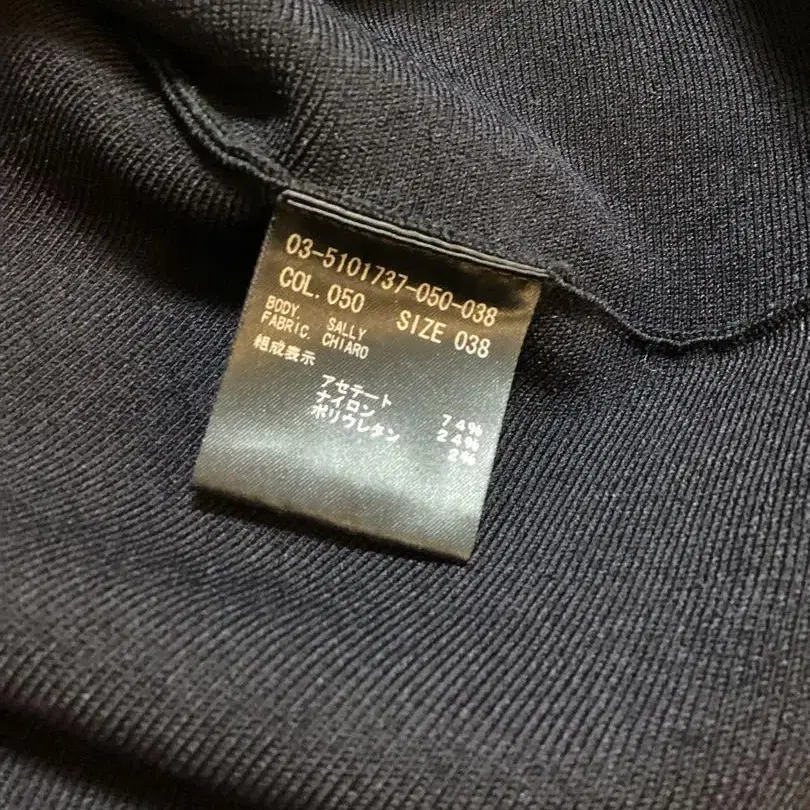 03-5101737-050-038
COL. 050 SIZE 038
BODY. SALLY
FABRIC. CHIARO
組成表示
アセテート 74%
ナイロン 24%
ポリウレタン 2%